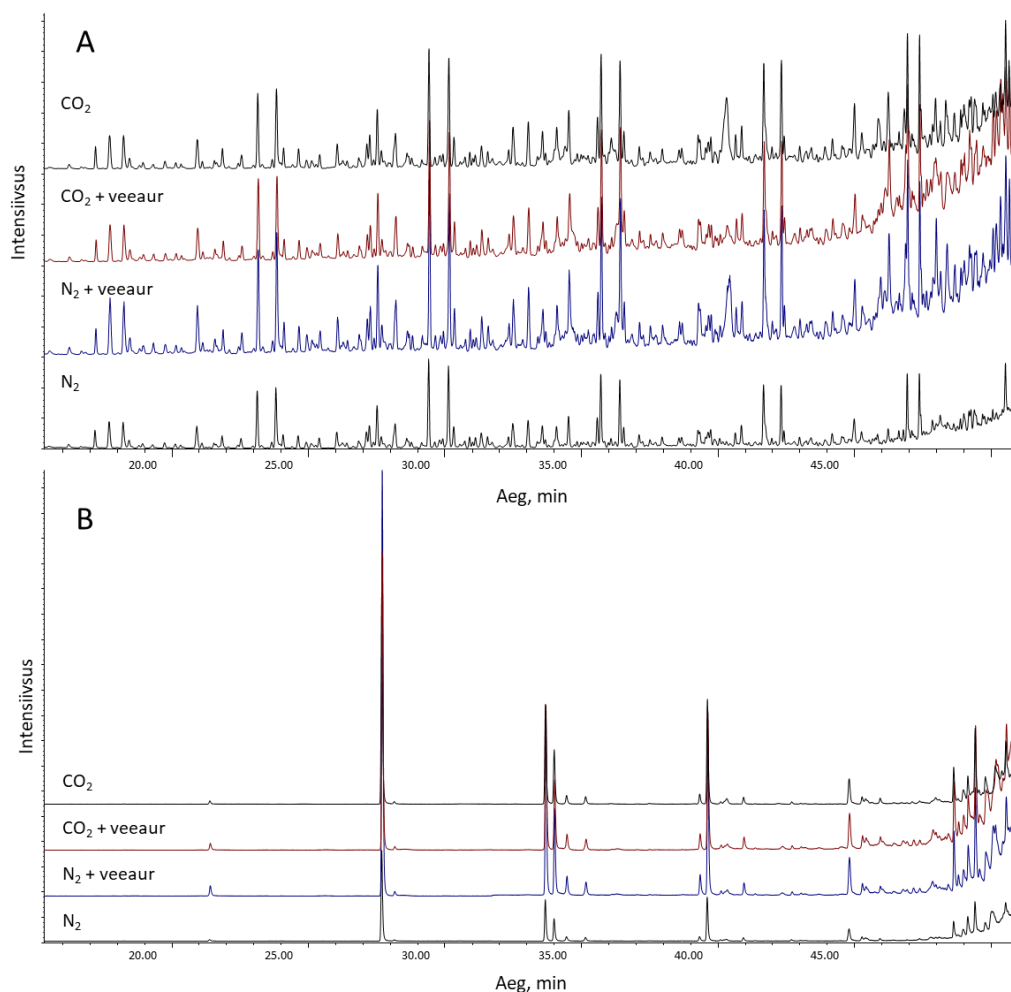 A
CO₂
CO₂ + veeaur
N₂ + veeaur
N₂
Intensiivsus
20.00 25.00 30.00 35.00 40.00 45.00
Aeg, min
B
CO₂
CO₂ + veeaur
N₂ + veeaur
N₂
Intensiivsus
20.00 25.00 30.00 35.00 40.00 45.00
Aeg, min